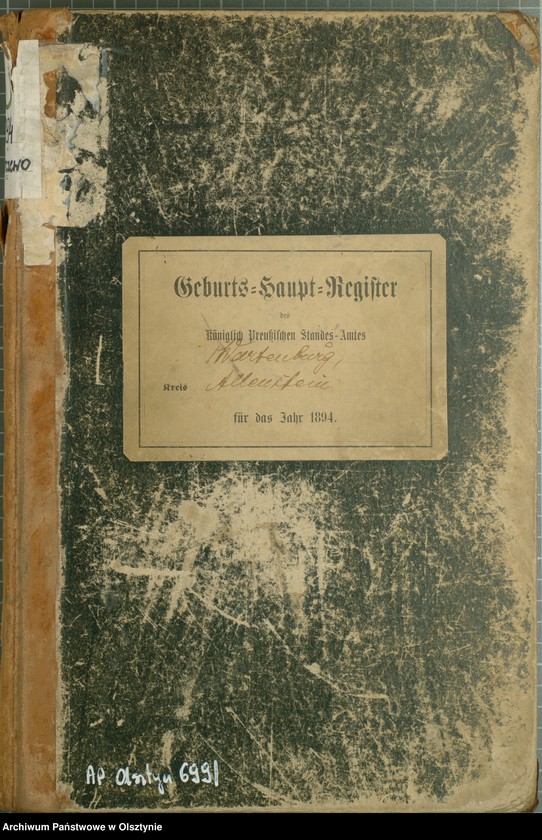 Geburts=Haupt=Register
des
Königlich Preußischen Standes=Amtes
Wartenburg,
Kreis Allenstein
für das Jahr 1894.
AP Olsztyn 699/
Archiwum Państwowe w Olsztynie